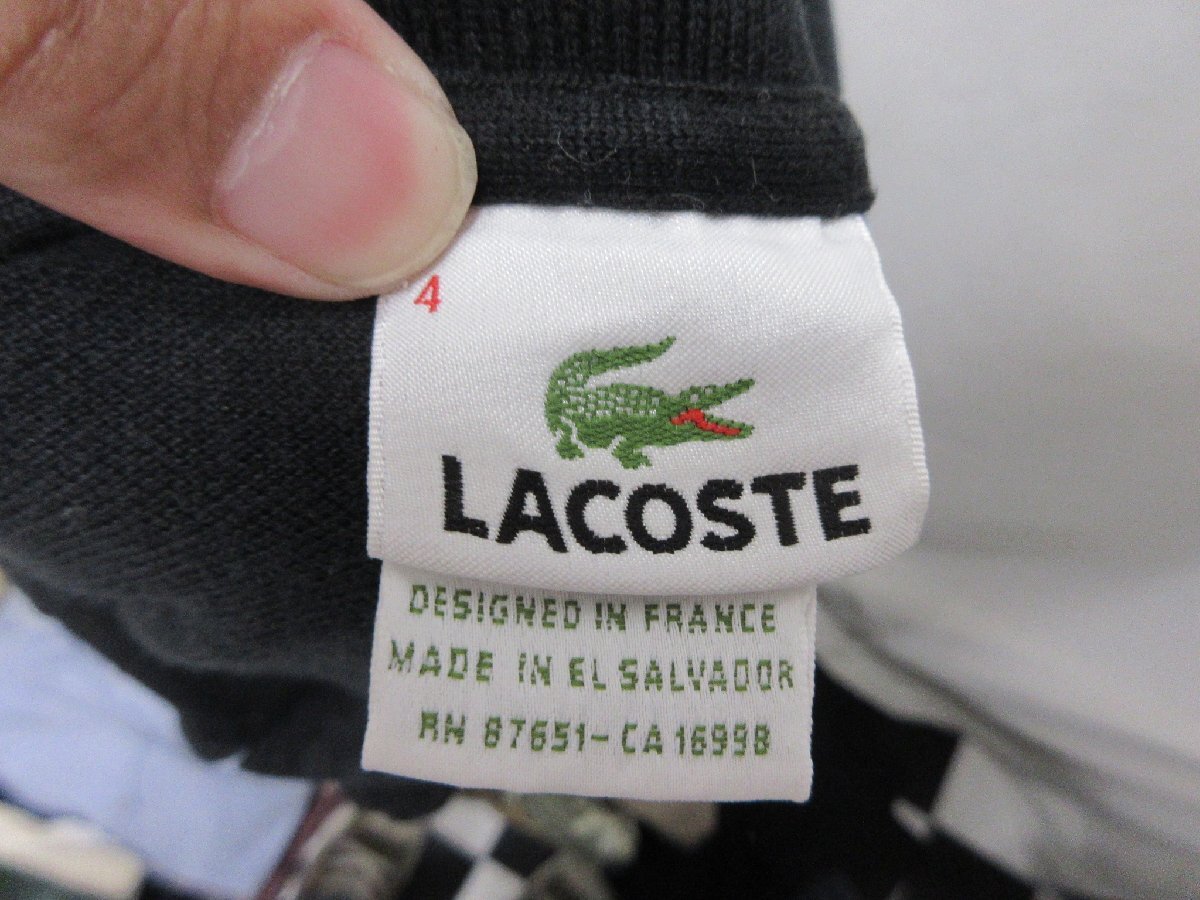 4
LACOSTE
DESIGNED IN FRANCE
MADE IN EL SALVADOR
RN 87651-CA 16998